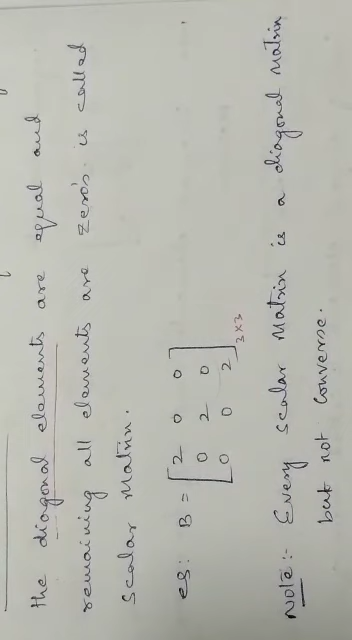 the diagonal elements are equal and
remaining all elements are zero's. is called
Scalar Matrix.
eg: B = [2 0 0
0 2 0
0 0 2] 3×3
Note:- Every Scalar Matrix is a diagonal Matrix
but not Converse.